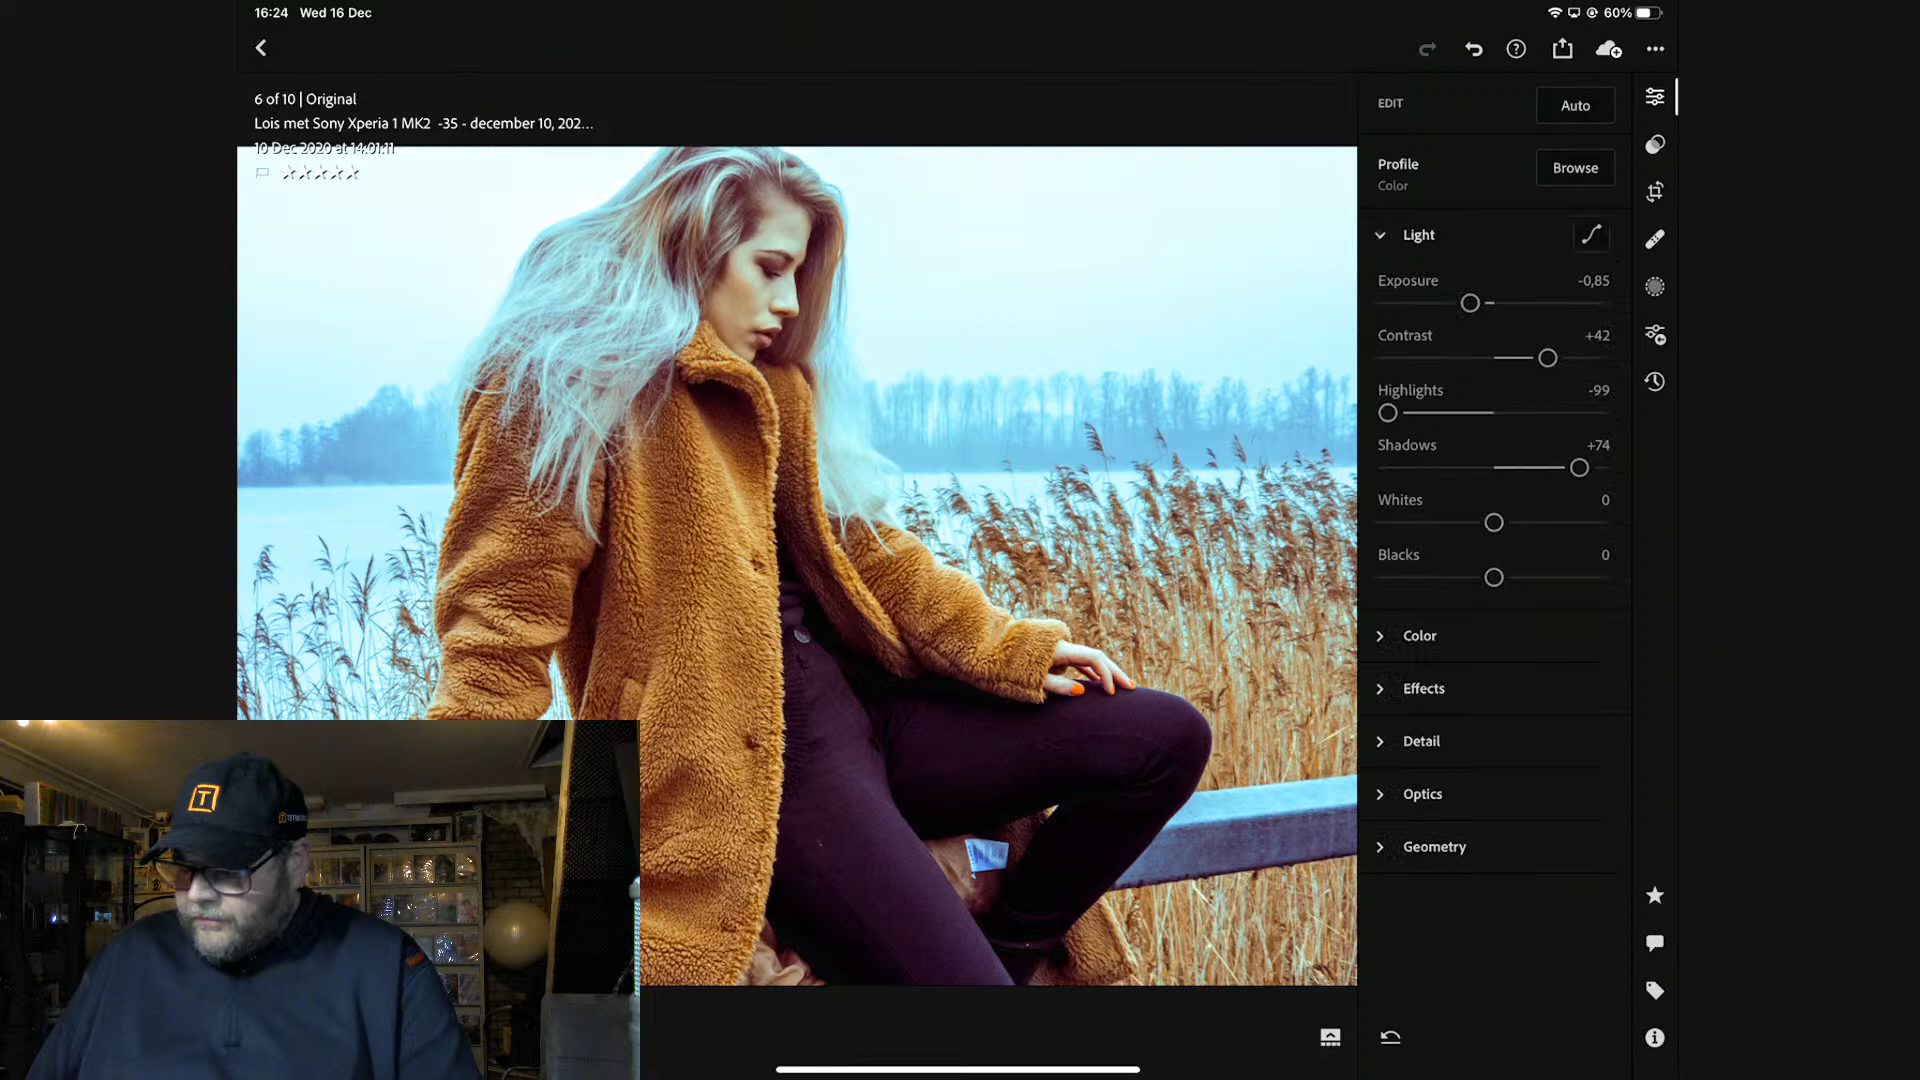 16:24 Wed 16 Dec
60%
6 of 10 | Original
Lois met Sony Xperia 1 MK2 -35 - december 10, 202...
10 Dec 2020 at 14:01:11
EDIT
Auto
Profile
Color
Browse
Light
Exposure -0,85
Contrast +42
Highlights -99
Shadows +74
Whites 0
Blacks 0
Color
Effects
Detail
Optics
Geometry
T